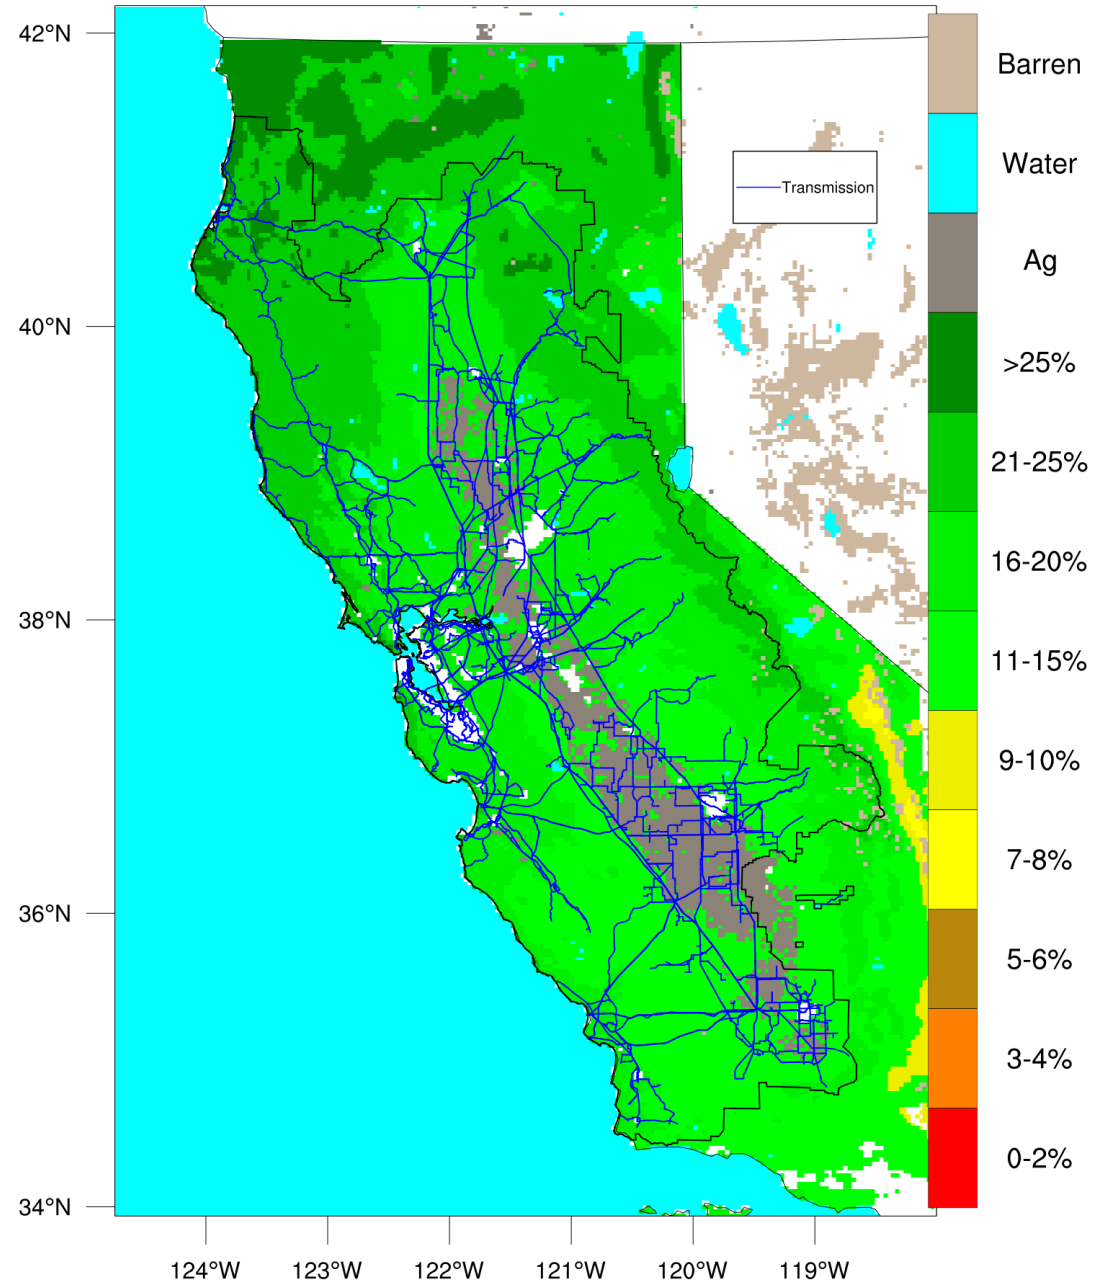 42°N
40°N
38°N
36°N
34°N
124°W
123°W
122°W
121°W
120°W
119°W
Transmission
Barren
Water
Ag
>25%
21-25%
16-20%
11-15%
9-10%
7-8%
5-6%
3-4%
0-2%